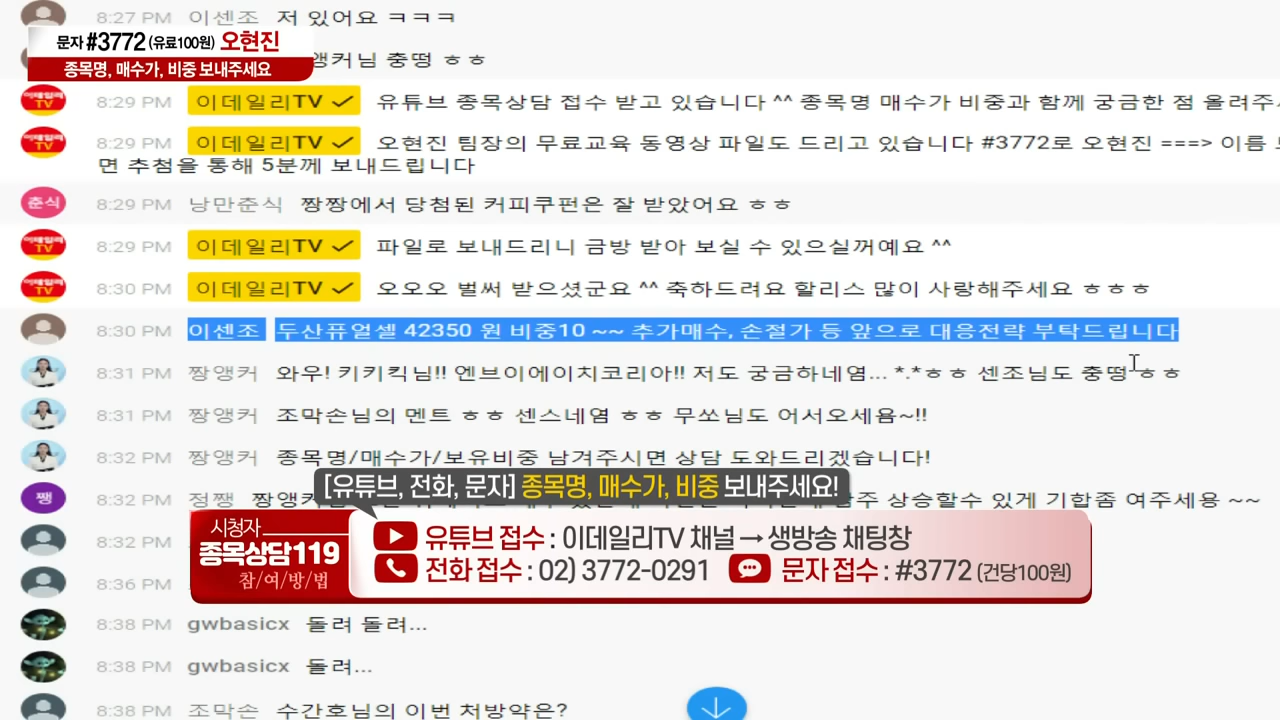 8:27 PM 이센조 저 있어요 ㅋㅋㅋ
문자 #3772 (유료100원) 오현진
종목명, 매수가, 비중 보내주세요
앵커님 충떵 ㅎㅎ
8:29 PM 이데일리TV ✓ 유튜브 종목상담 접수 받고 있습니다 ^^ 종목명 매수가 비중과 함께 궁금한 점 올려주
8:29 PM 이데일리TV ✓ 오현진 팀장의 무료교육 동영상 파일도 드리고 있습니다 #3772로 오현진 ===> 이름
면 추첨을 통해 5분께 보내드립니다
춘식 8:29 PM 낭만춘식 짱짱에서 당첨된 커피쿠펀은 잘 받았어요 ㅎㅎ
8:29 PM 이데일리TV ✓ 파일로 보내드리니 금방 받아 보실 수 있으실꺼예요 ^^
8:30 PM 이데일리TV ✓ 오오오 벌써 받으셨군요 ^^ 축하드려요 할리스 많이 사랑해주세요 ㅎㅎㅎ
8:30 PM 이센조 두산퓨얼셀 42350 원 비중10 ~~ 추가매수, 손절가 등 앞으로 대응전략 부탁드립니다
8:31 PM 짱앵커 와우! 키키킥님!! 엔브이에이치코리아!! 저도 궁금하네염... *.*ㅎㅎ 센조님도 충떵 ㅎㅎ
8:31 PM 짱앵커 조막손님의 멘트 ㅎㅎ 센스네염 ㅎㅎ 무쏘님도 어서오세욤~!!
8:32 PM 짱앵커 종목명/매수가/보유비중 남겨주시면 상담 도와드리겠습니다!
[유튜브, 전화, 문자] 종목명, 매수가, 비중 보내주세요!
쨍 8:32 PM 정쨍 짱앵커 상승할수 있게 기합좀 여주세용 ~~
시청자
종목상담119
참/여/방/법
유튜브 접수 : 이데일리TV 채널 → 생방송 채팅창
전화 접수 : 02) 3772-0291 문자 접수 : #3772 (건당100원)
8:32 PM
8:36 PM
8:38 PM gwbasicx 돌려 돌려...
8:38 PM gwbasicx 돌려...
8:38 PM 조막손 수간호님의 이번 처방약은?